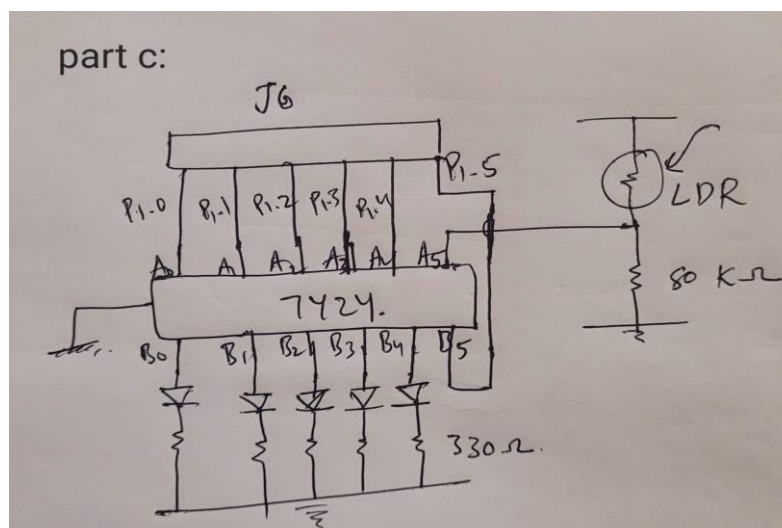 part c:
J6
P1-0 P1-1 P1-2 P1-3 P1-4 P1-5
LDR
A0 A1 A2 A3 A4 A5
7424.
80 KΩ
B0 B1 B2 B3 B4 B5
330Ω.